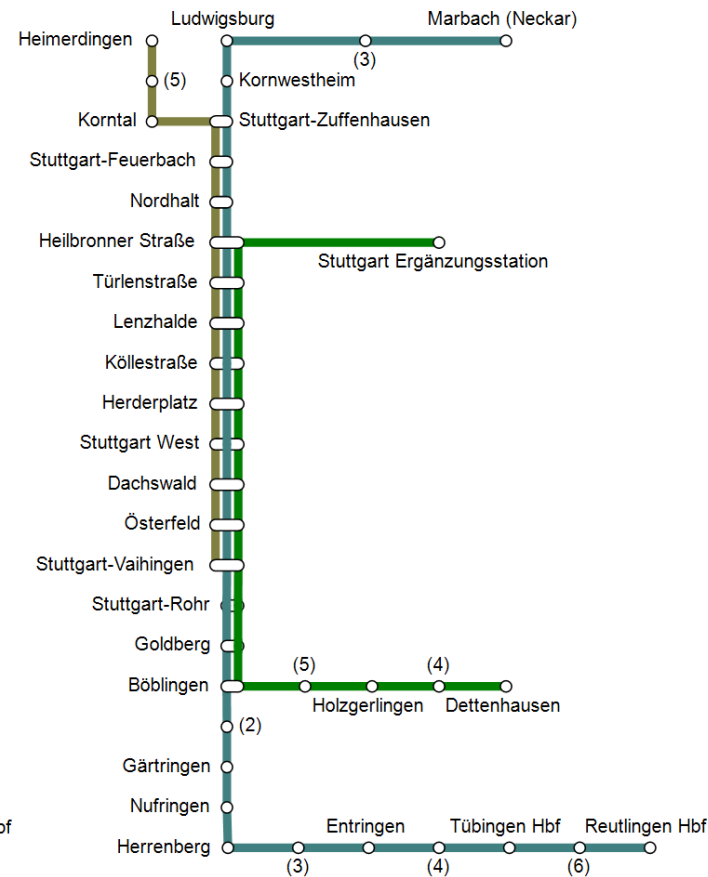 Ludwigsburg
Marbach (Neckar)
Heimerdingen
(3)
(5)
Kornwestheim
Korntal
Stuttgart-Zuffenhausen
Stuttgart-Feuerbach
Nordhalt
Heilbronner Straße
Stuttgart Ergänzungsstation
Türlenstraße
Lenzhalde
Köllestraße
Herderplatz
Stuttgart West
Dachswald
Österfeld
Stuttgart-Vaihingen
Stuttgart-Rohr
Goldberg
(5)
(4)
Böblingen
Holzgerlingen
Dettenhausen
(2)
Gärtringen
Nufringen
bf
Entringen
Tübingen Hbf
Reutlingen Hbf
Herrenberg
(3)
(4)
(6)